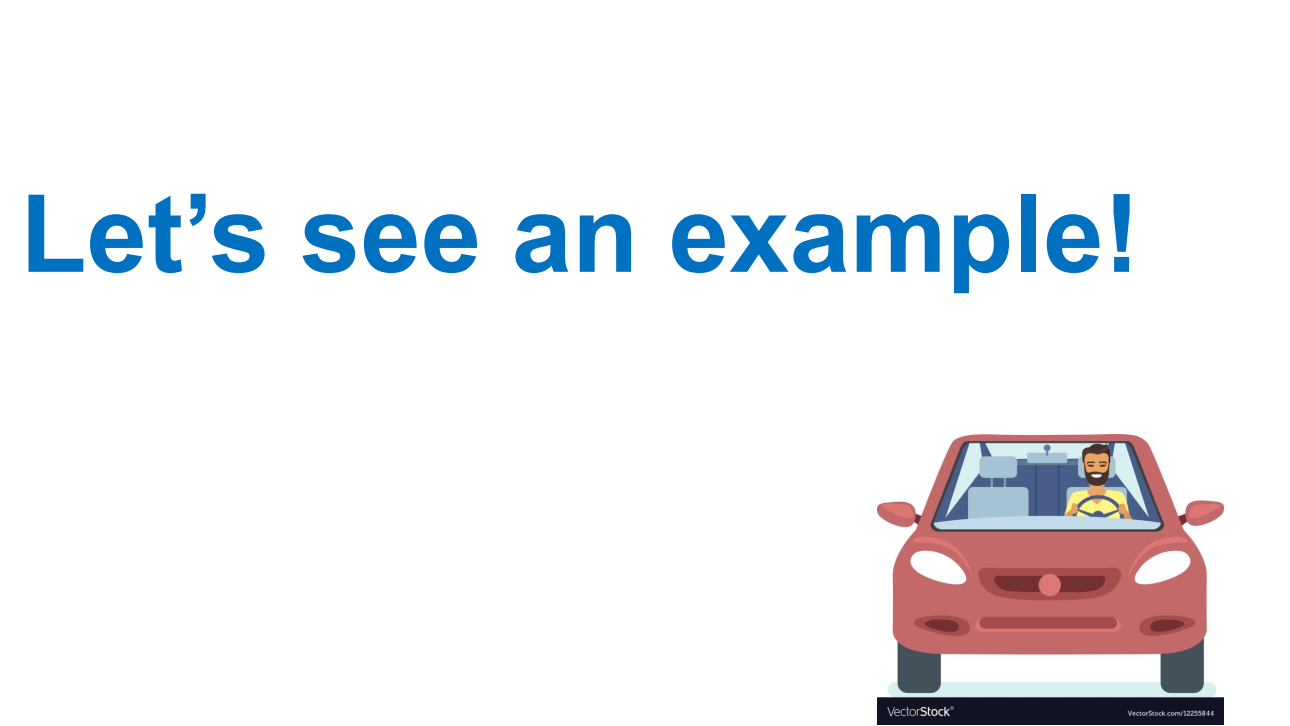 Let’s see an example!
VectorStock®
VectorStock.com/12255844